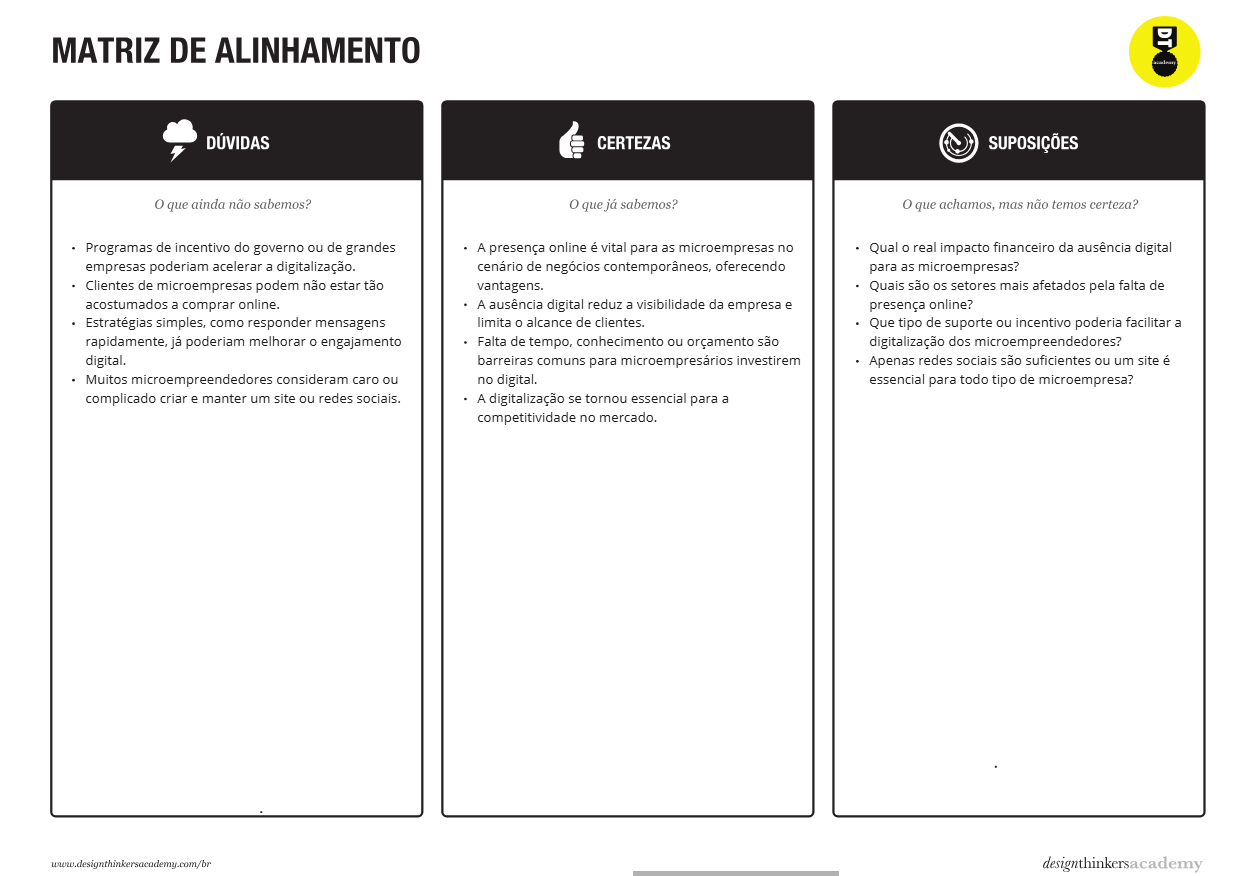 MATRIZ DE ALINHAMENTO
DT
academy
DÚVIDAS
O que ainda não sabemos?
• Programas de incentivo do governo ou de grandes
empresas poderiam acelerar a digitalização.
• Clientes de microempresas podem não estar tão
acostumados a comprar online.
• Estratégias simples, como responder mensagens
rapidamente, já poderiam melhorar o engajamento
digital.
• Muitos microempreendedores consideram caro ou
complicado criar e manter um site ou redes sociais.
CERTEZAS
O que já sabemos?
• A presença online é vital para as microempresas no
cenário de negócios contemporâneos, oferecendo
vantagens.
• A ausência digital reduz a visibilidade da empresa e
limita o alcance de clientes.
• Falta de tempo, conhecimento ou orçamento são
barreiras comuns para microempresários investirem
no digital.
• A digitalização se tornou essencial para a
competitividade no mercado.
SUPOSIÇÕES
O que achamos, mas não temos certeza?
• Qual o real impacto financeiro da ausência digital
para as microempresas?
• Quais são os setores mais afetados pela falta de
presença online?
• Que tipo de suporte ou incentivo poderia facilitar a
digitalização dos microempreendedores?
• Apenas redes sociais são suficientes ou um site é
essencial para todo tipo de microempresa?
www.designthinkersacademy.com/br
designthinkersacademy